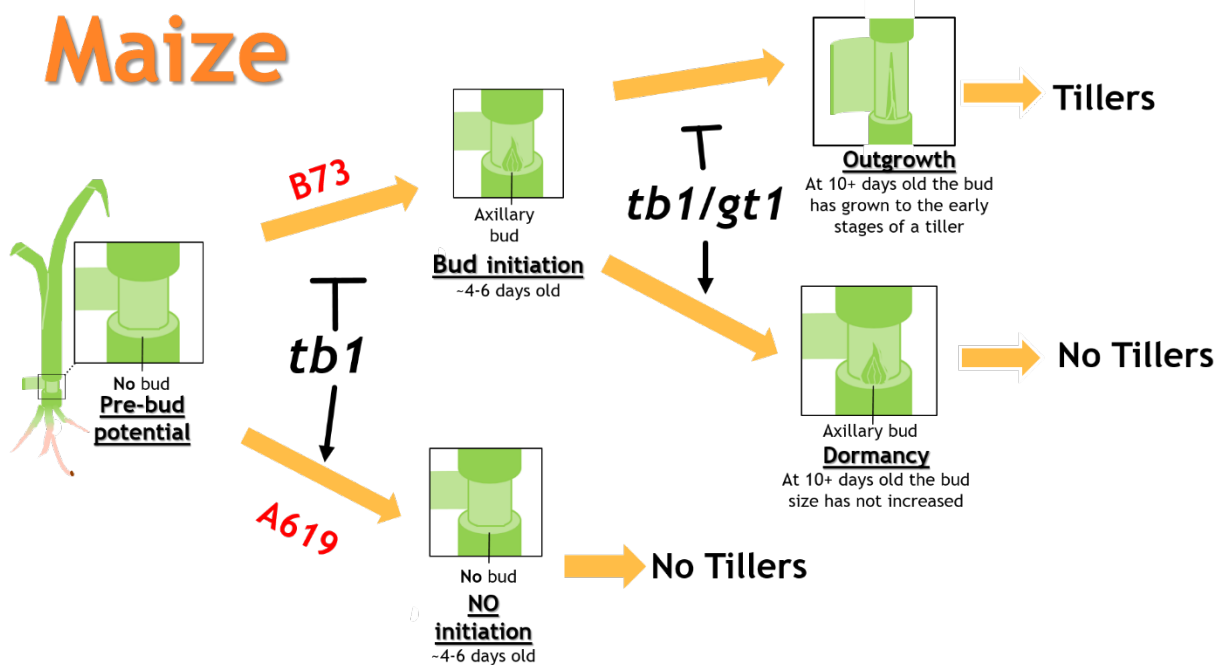 Maize
No bud
Pre-bud
potential
B73
A619
tb1
Axillary
bud
Bud initiation
~4-6 days old
No bud
NO
initiation
~4-6 days old
No Tillers
tb1/gt1
Outgrowth
At 10+ days old the bud
has grown to the early
stages of a tiller
Tillers
Axillary bud
Dormancy
At 10+ days old the bud
size has not increased
No Tillers